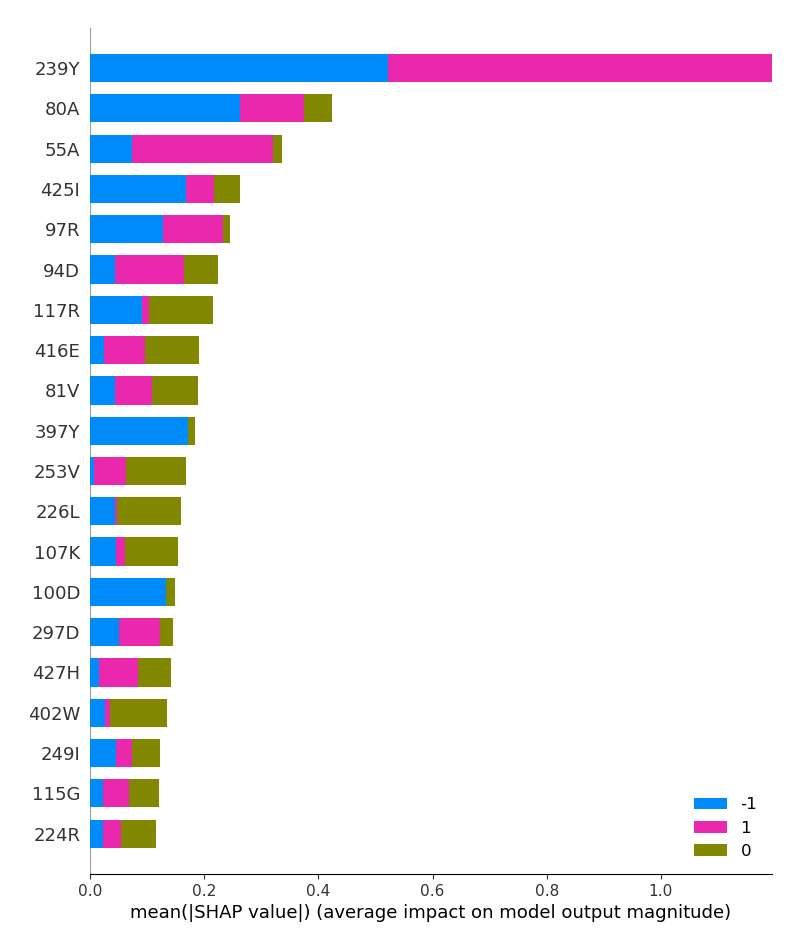 239Y
80A
55A
425I
97R
94D
117R
416E
81V
397Y
253V
226L
107K
100D
297D
427H
402W
249I
115G
224R
-1
1
0
0.0 0.2 0.4 0.6 0.8 1.0
mean(|SHAP value|) (average impact on model output magnitude)